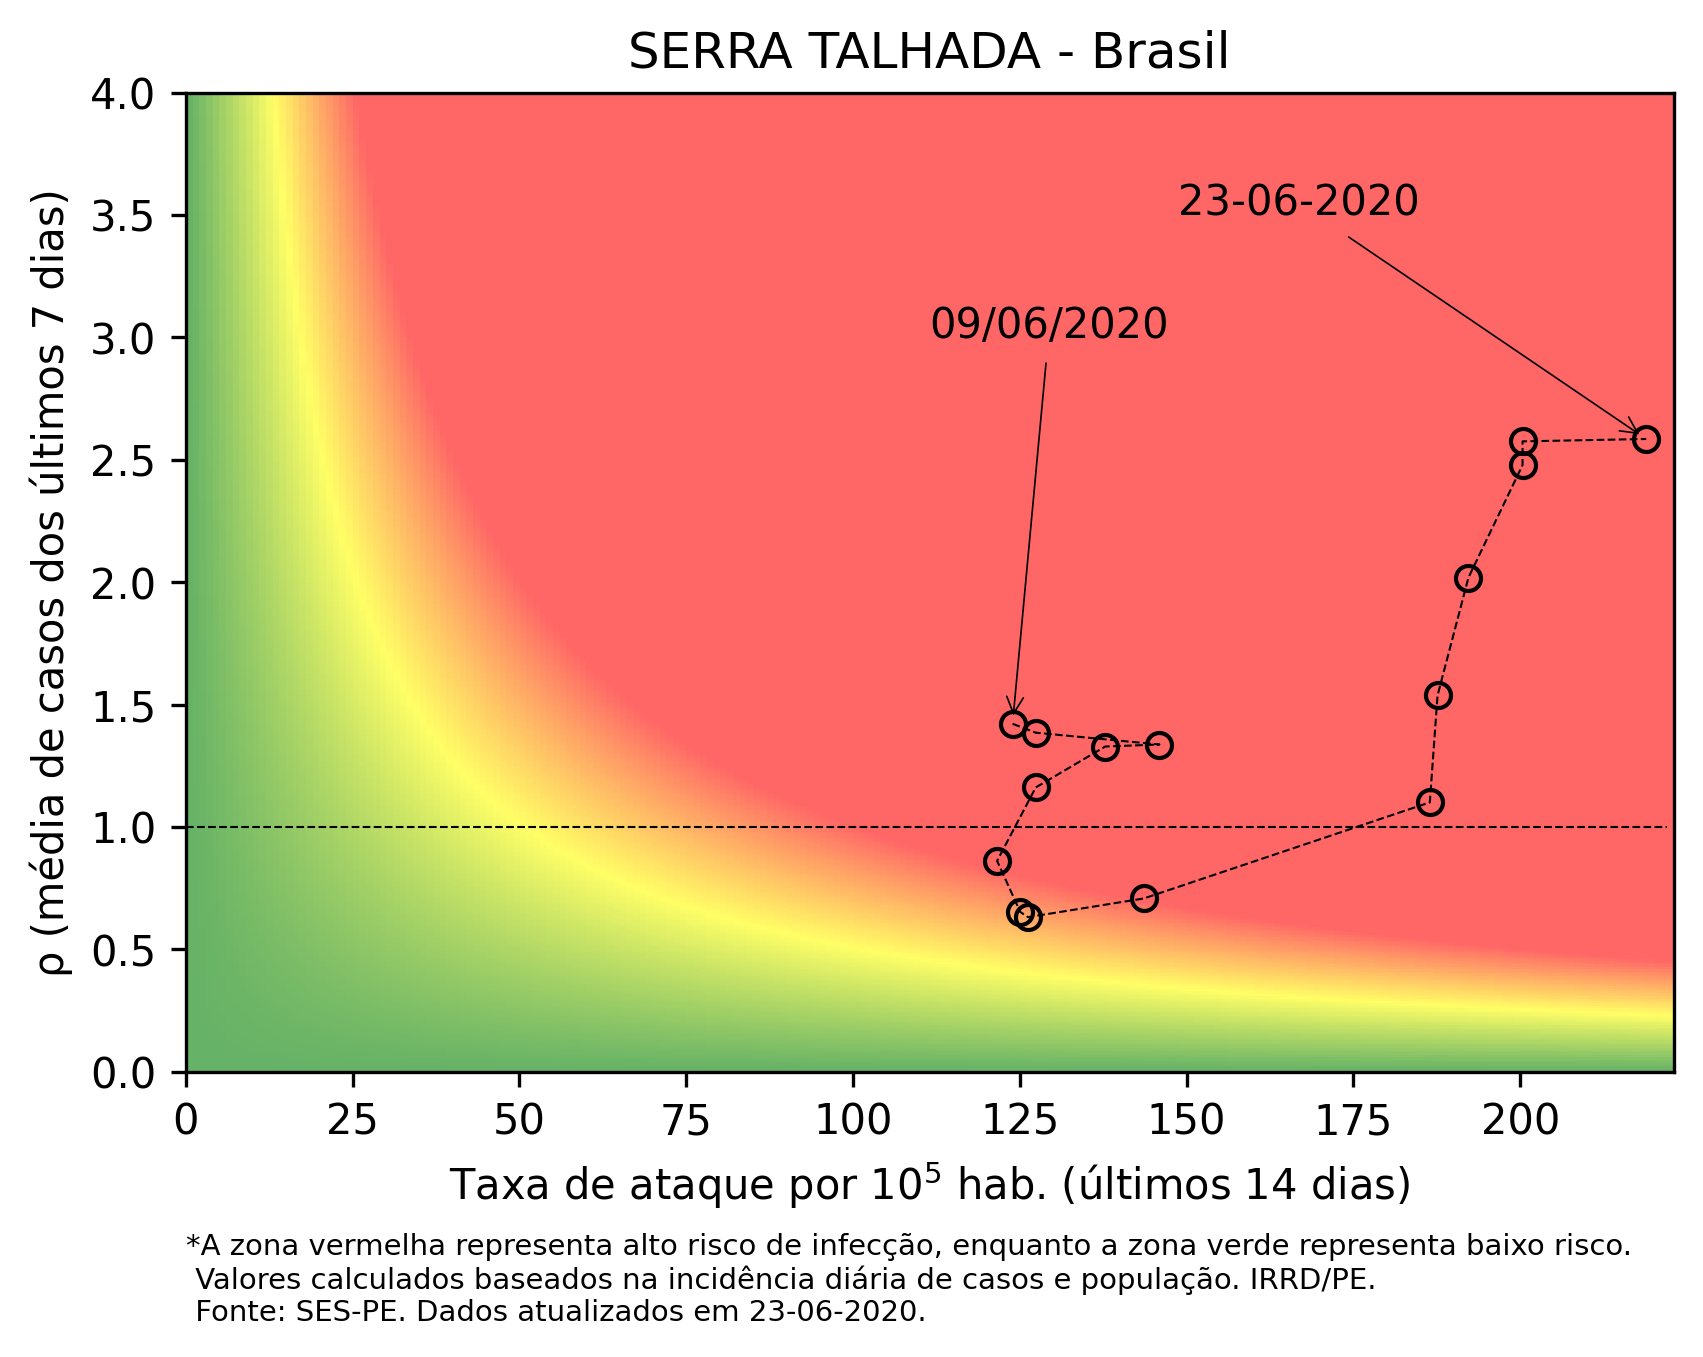 SERRA TALHADA - Brasil
4.0
3.5
3.0
2.5
2.0
1.5
1.0
0.5
0.0
ρ (média de casos dos últimos 7 dias)
23-06-2020
09/06/2020
0 25 50 75 100 125 150 175 200
Taxa de ataque por 10⁵ hab. (últimos 14 dias)
*A zona vermelha representa alto risco de infecção, enquanto a zona verde representa baixo risco.
Valores calculados baseados na incidência diária de casos e população. IRRD/PE.
Fonte: SES-PE. Dados atualizados em 23-06-2020.